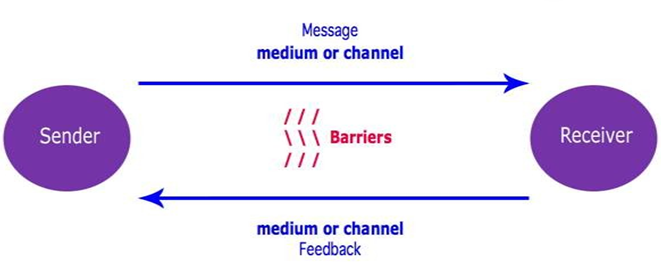 Message
medium or channel
Sender
/ / /
\ \ \ Barriers
/ / /
Receiver
medium or channel
Feedback